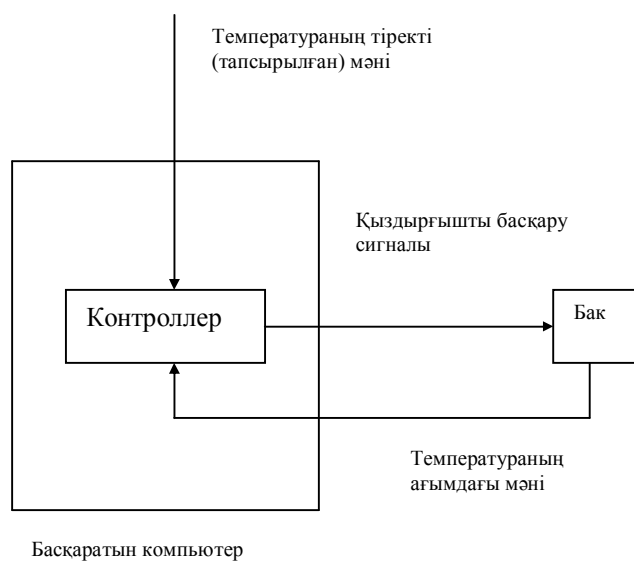 Температураның тіректі
(тапсырылған) мәні
Қыздырғышты басқару
сигналы
Контроллер
Бак
Температураның
ағымдағы мәні
Басқаратын компьютер